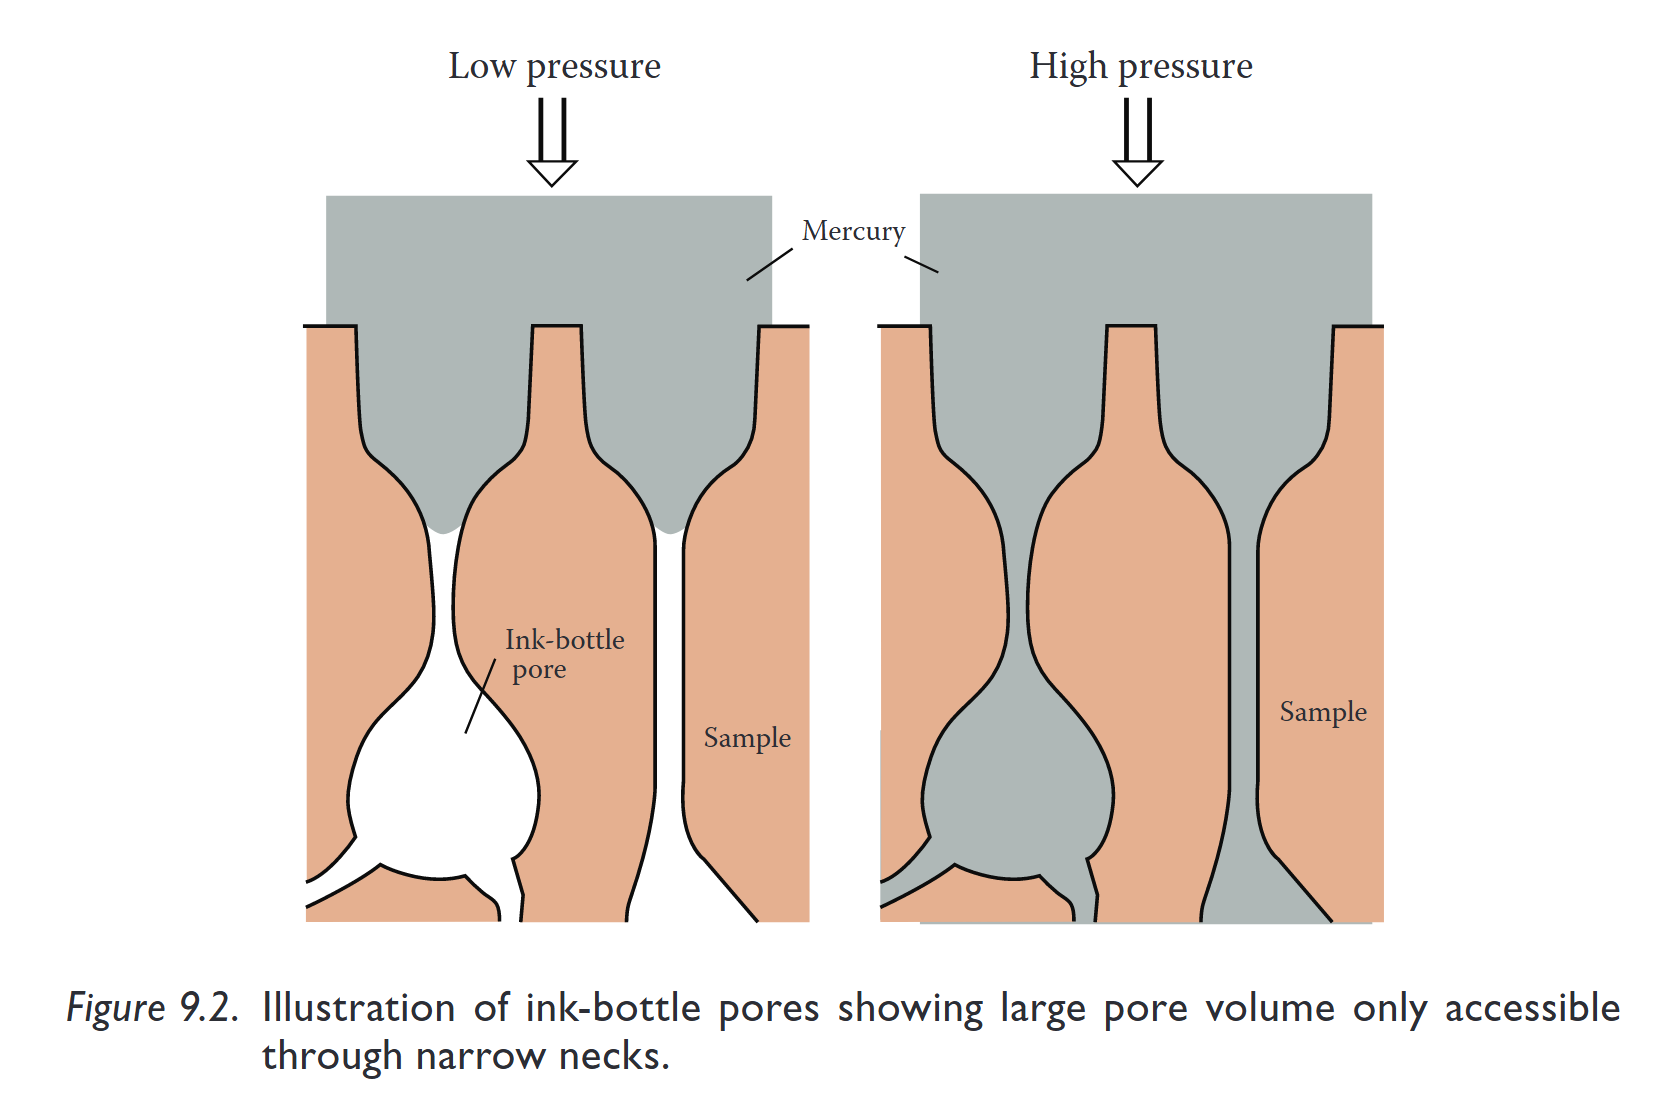 Low pressure
High pressure
Mercury
Ink-bottle
pore
Sample
Sample
Figure 9.2. Illustration of ink-bottle pores showing large pore volume only accessible
through narrow necks.